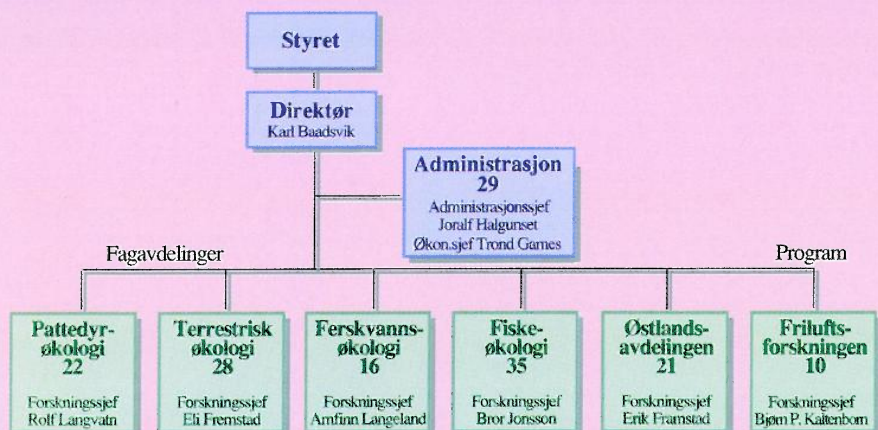 Styret
Direktør
Karl Baadsvik
Administrasjon
29
Administrasjonssjef
Joralf Halgunset
Økon.sjef Trond Games
Fagavdelinger
Program
Pattedyr-
økologi
22
Forskningssjef
Rolf Langvatn
Terrestrisk
økologi
28
Forskningssjef
Eli Fremstad
Ferskvanns-
økologi
16
Forskningssjef
Arnfinn Langeland
Fiske-
økologi
35
Forskningssjef
Bror Jonsson
Østlands-
avdelingen
21
Forskningssjef
Erik Framstad
Frilufts-
forskningen
10
Forskningssjef
Bjørn P. Kaltenborn